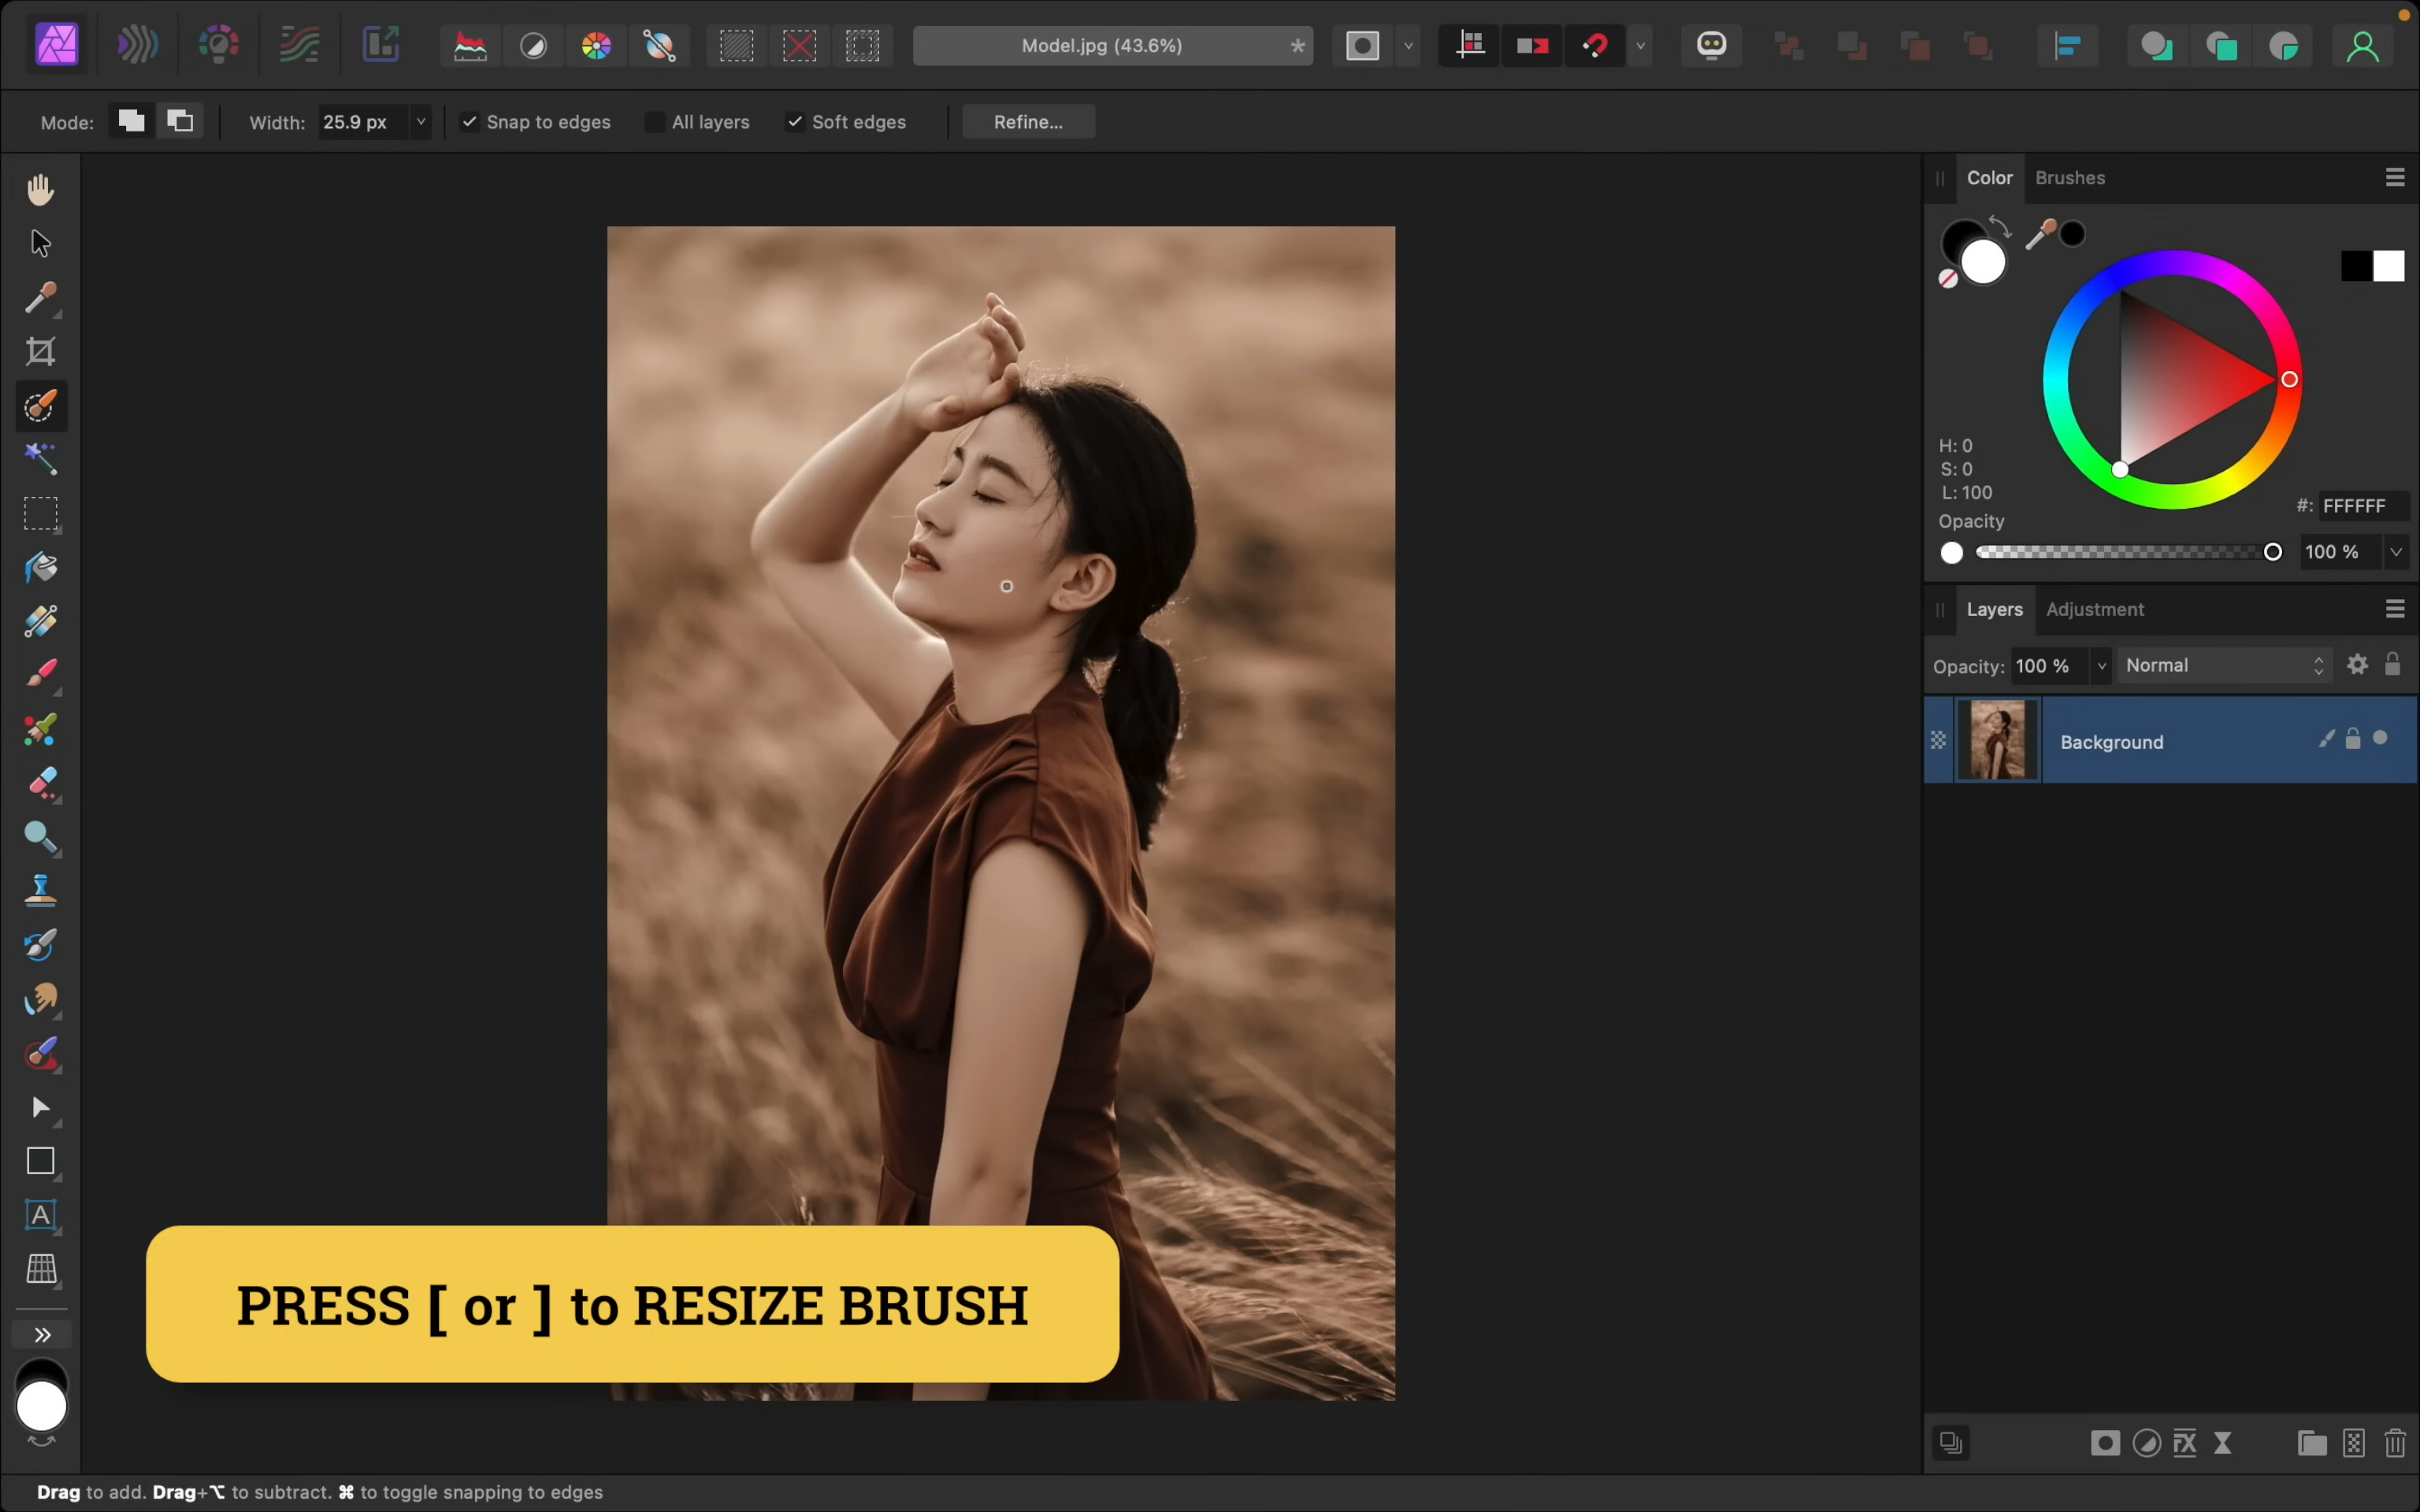 Model.jpg (43.6%) *
Mode: Width: 25.9 px Snap to edges All layers Soft edges Refine...
Color Brushes
H: 0
S: 0
L: 100
#: FFFFFF
Opacity
100 %
Layers Adjustment
Opacity: 100 % Normal
Background
FX
A
PRESS [ or ] to RESIZE BRUSH
Drag to add. Drag+⌥ to subtract. ⌘ to toggle snapping to edges